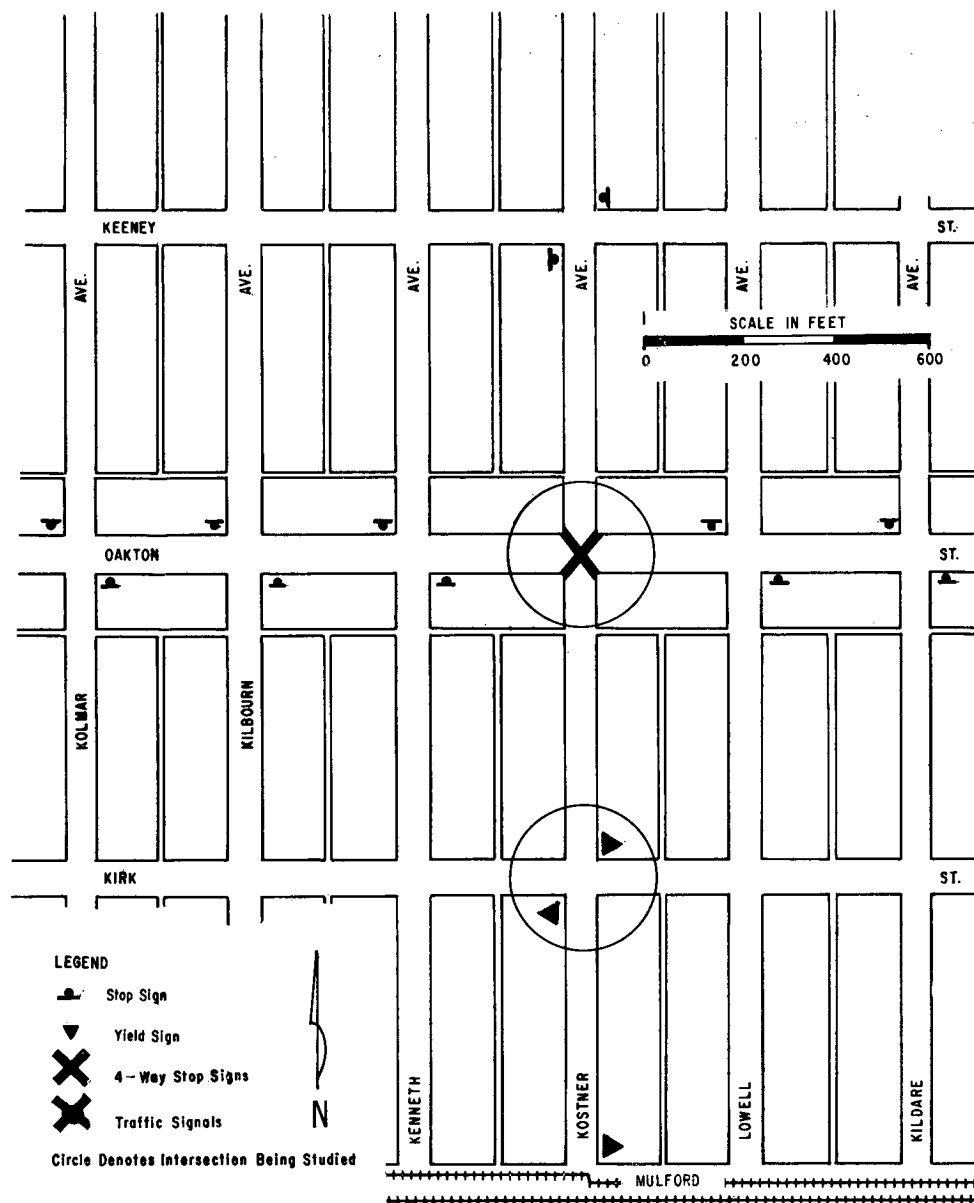 KEENEY
ST.
AVE.
AVE.
AVE.
AVE.
AVE.
AVE.
SCALE IN FEET
0 200 400 600
OAKTON
ST.
KOLMAR
KILBOURN
KIRK
ST.
LEGEND
Stop Sign
Yield Sign
4-Way Stop Signs
Traffic Signals
Circle Denotes Intersection Being Studied
N
KENNETH
KOSTNER
LOWELL
KILDARE
MULFORD